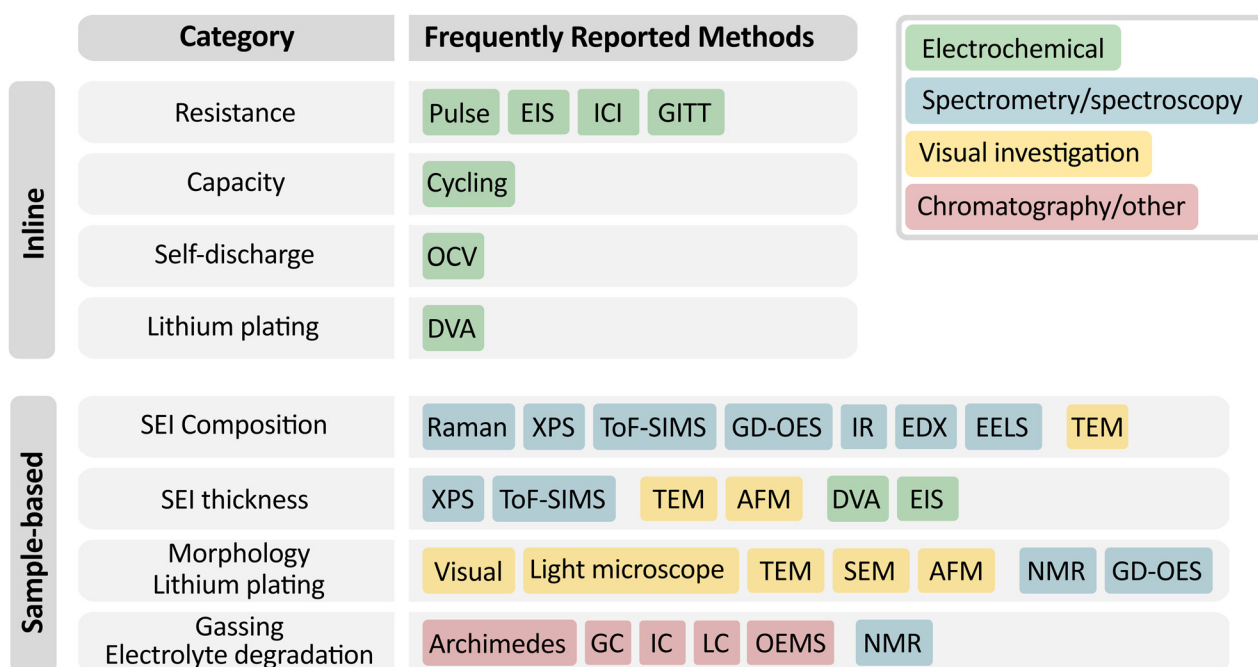 Category Frequently Reported Methods
Electrochemical
Spectrometry/spectroscopy
Visual investigation
Chromatography/other
Inline
Resistance Pulse EIS ICI GITT
Capacity Cycling
Self-discharge OCV
Lithium plating DVA
Sample-based
SEI Composition Raman XPS ToF-SIMS GD-OES IR EDX EELS TEM
SEI thickness XPS ToF-SIMS TEM AFM DVA EIS
Morphology
Lithium plating Visual Light microscope TEM SEM AFM NMR GD-OES
Gassing
Electrolyte degradation Archimedes GC IC LC OEMS NMR